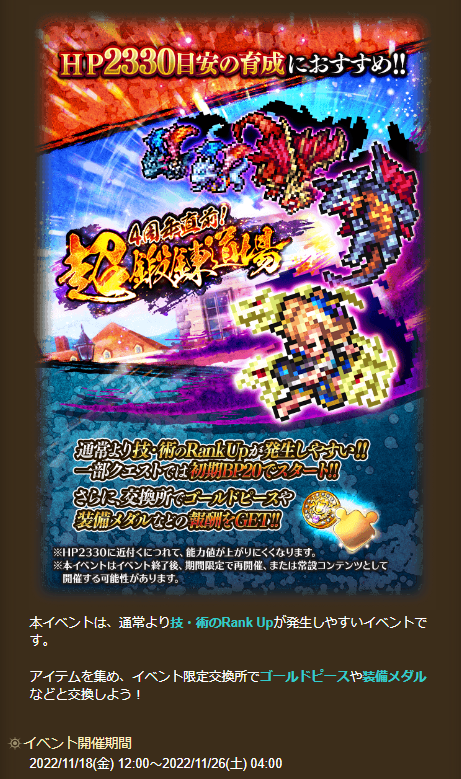 HP2330目安の育成におすすめ!!
4周年直前!
超鍛錬道場
通常より技・術のRank Upが発生しやすい!!
一部クエストでは初期BP20でスタート!!
さらに、交換所でゴールドピースや
装備メダルなどの報酬をGET!!
※HP2330に近付くにつれて、能力値が上がりにくくなります。
※本イベントはイベント終了後、期間限定で再開催、または常設コンテンツとして
開催する可能性があります。
本イベントは、通常より技・術のRank Upが発生しやすいイベントで
す。
アイテムを集め、イベント限定交換所でゴールドピースや装備メダル
などと交換しよう！
イベント開催期間
2022/11/18(金) 12:00～2022/11/26(土) 04:00